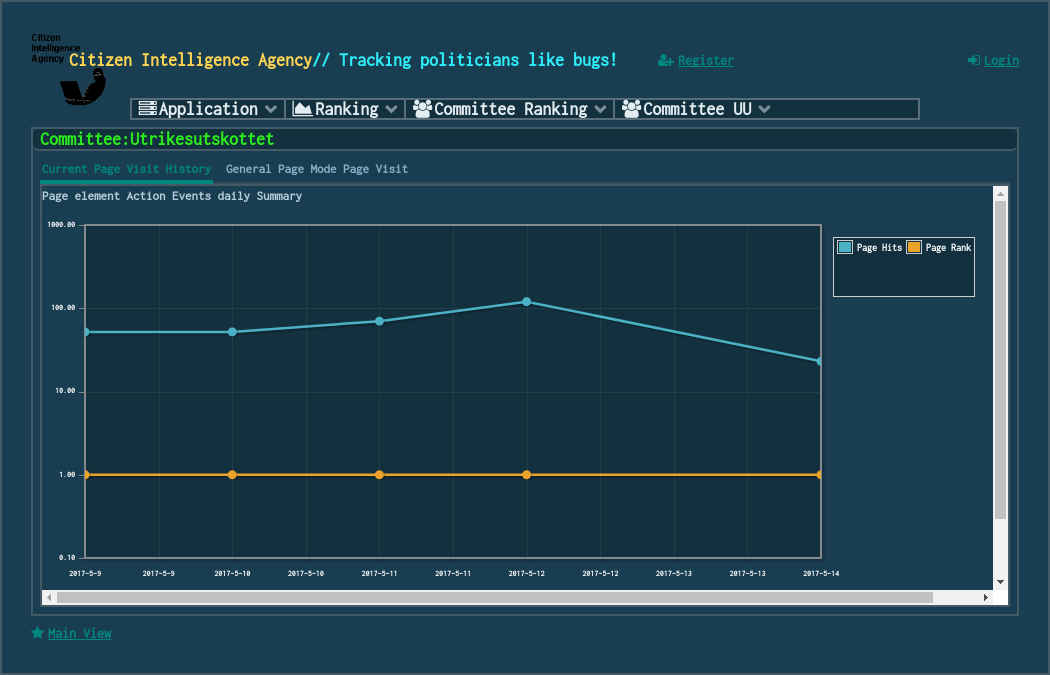 Citizen
Intelligence
Agency
Citizen Intelligence Agency// Tracking politicians like bugs!
Register
Login
Application
Ranking
Committee Ranking
Committee UU
Committee:Utrikesutskottet
Current Page Visit History
General Page Mode Page Visit
Page element Action Events daily Summary
1000.00
100.00
10.00
1.00
0.10
2017-5-9 2017-5-9 2017-5-10 2017-5-10 2017-5-11 2017-5-11 2017-5-12 2017-5-12 2017-5-13 2017-5-13 2017-5-14
Page Hits Page Rank
Main View